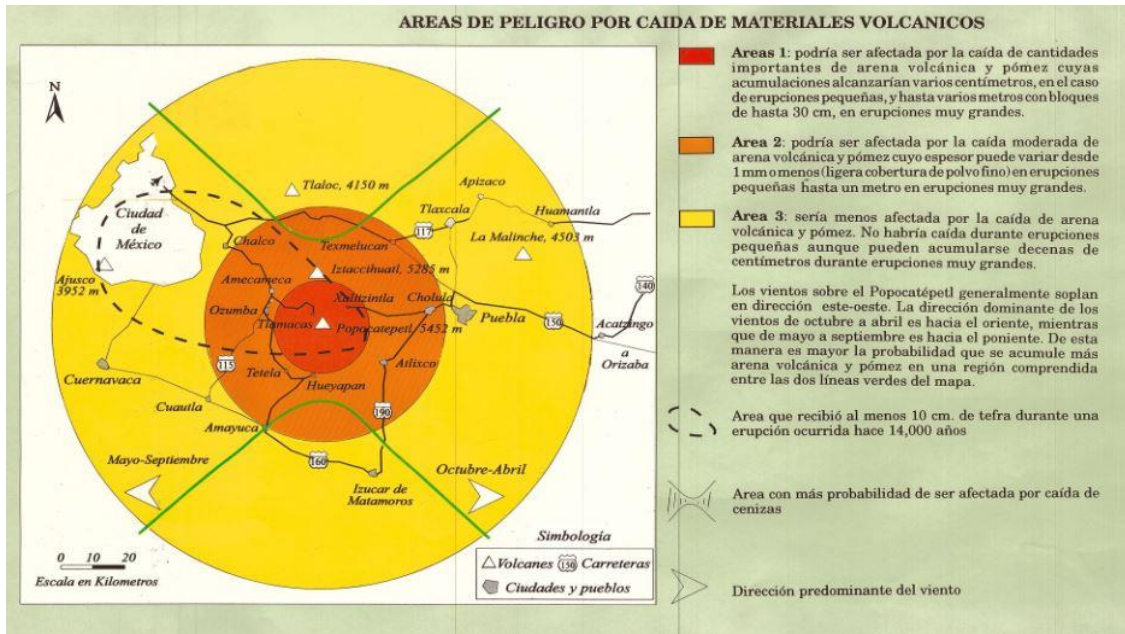 AREAS DE PELIGRO POR CAIDA DE MATERIALES VOLCANICOS
N
Tlaloc, 4150 m
Apizaco
Ciudad
de
México
Tlaxcala
Huamantla
117
Chalco
Texmelucan
La Malinche, 4503 m
Ajusco
3952 m
Amecameca
Iztaccihuatl, 5285 m
Xalitzintla
Cholula
140
Ozumba
Tlamacas
Popocatepetl, 5452 m
Puebla
150
Acatzingo
a
Orizaba
115
Tetela
Atlixco
Cuernavaca
Hueyapan
Cuautla
190
Amayuca
Mayo-Septiembre
160
Octubre-Abril
Izucar de
Matamoros
Simbología
0 10 20
Escala en Kilometros
Volcanes 150 Carreteras
Ciudades y pueblos
Areas 1: podría ser afectada por la caída de cantidades
importantes de arena volcánica y pómez cuyas
acumulaciones alcanzarían varios centímetros, en el caso
de erupciones pequeñas, y hasta varios metros con bloques
de hasta 30 cm, en erupciones muy grandes.
Area 2: podría ser afectada por la caída moderada de
arena volcánica y pómez cuyo espesor puede variar desde
1 mm o menos (ligera cobertura de polvo fino) en erupciones
pequeñas hasta un metro en erupciones muy grandes.
Area 3: sería menos afectada por la caída de arena
volcánica y pómez. No habría caída durante erupciones
pequeñas aunque pueden acumularse decenas de
centímetros durante erupciones muy grandes.
Los vientos sobre el Popocatépetl generalmente soplan
en dirección este-oeste. La dirección dominante de los
vientos de octubre a abril es hacia el oriente, mientras
que de mayo a septiembre es hacia el poniente. De esta
manera es mayor la probabilidad que se acumule más
arena volcánica y pómez en una región comprendida
entre las dos líneas verdes del mapa.
Area que recibió al menos 10 cm. de tefra durante una
erupción ocurrida hace 14,000 años
Area con más probabilidad de ser afectada por caída de
cenizas
Dirección predominante del viento